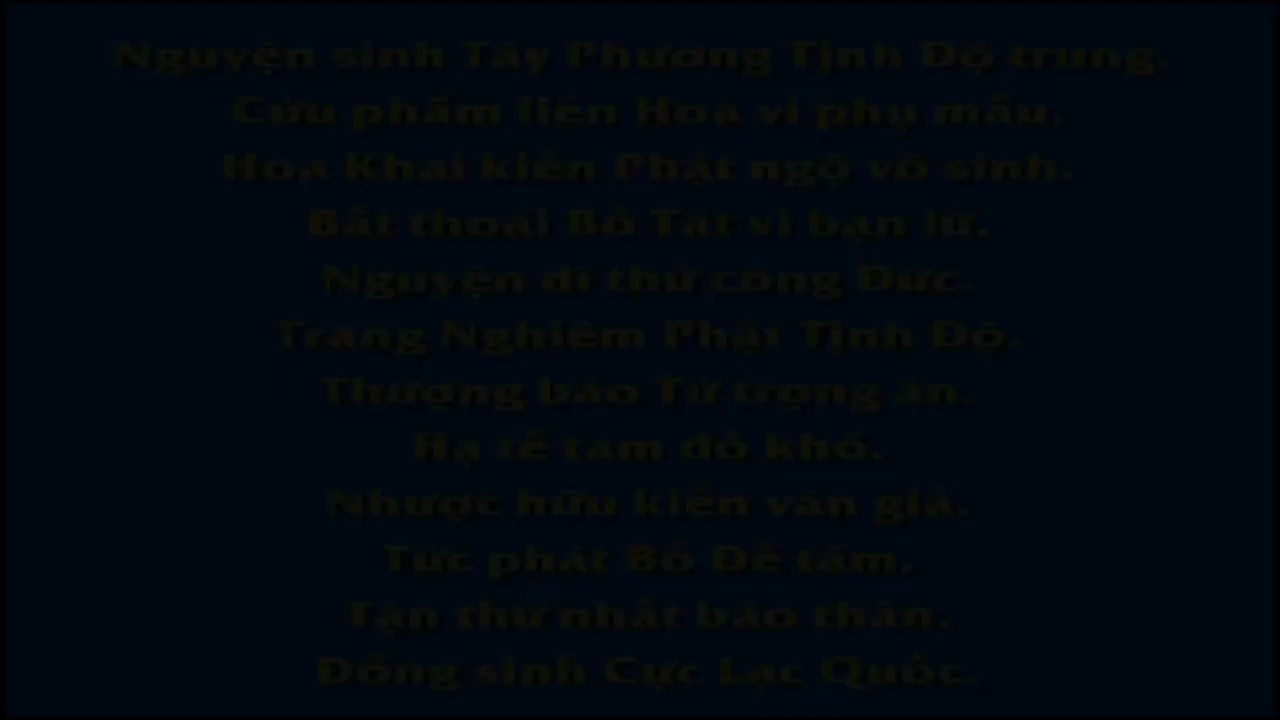 Nguyện sinh Tây Phương Tịnh Độ trung.
Cửu phẩm liên Hoa vi phụ mẫu.
Hoa Khai kiến Phật ngộ vô sinh.
Bất thoái Bồ Tát vi bạn lữ.
Nguyện dĩ thử công Đức.
Trang Nghiêm Phật Tịnh Độ.
Thượng báo Tứ trọng ân.
Hạ tế tam đồ khổ.
Nhược hữu kiến văn giả.
Tức phát Bồ Đề tâm.
Tận thử nhất báo thân.
Đồng sinh Cực Lạc Quốc.